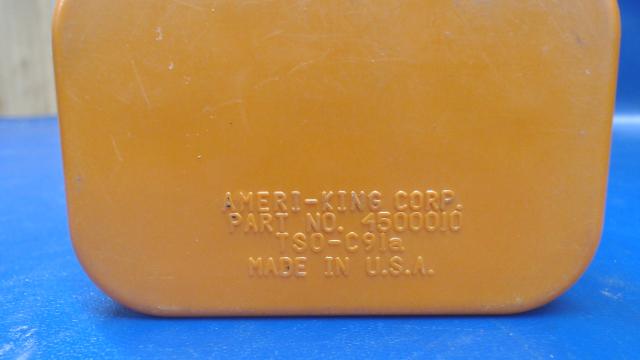 AMERI-KING CORP.
PART NO. 4500010
TSO-C91a
MADE IN U.S.A.